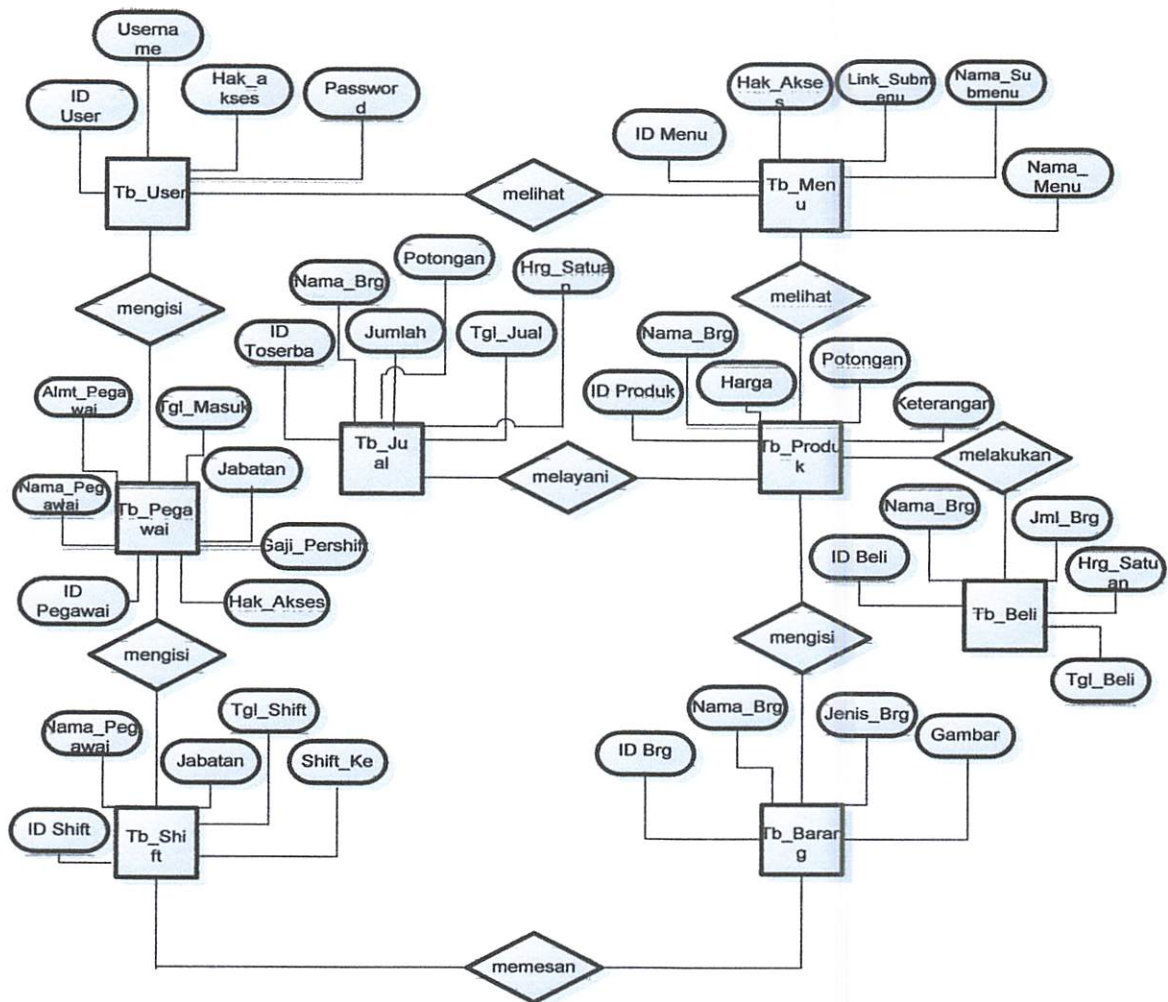 Userna
me
ID
User
Hak_a
kses
Passwor
d
Tb_User
melihat
Hak_Akse
s
Link_Subm
enu
Nama_Su
bmenu
ID Menu
Nama_
Menu
Tb_Men
u
mengisi
melihat
Nama_Brg
Potongan
Hrg_Satua
n
ID
Toserba
Jumlah
Tgl_Jual
Tb_Ju
al
melayani
Nama_Brg
Harga
Potongan
ID Produk
Keterangan
Tb_Produ
k
melakukan
Almt_Pega
wai
Tgl_Masuk
Nama_Peg
awai
Jabatan
Tb_Pega
wai
Gaji_Pershift
ID
Pegawai
Hak_Akses
Nama_Brg
Jml_Brg
ID Beli
Hrg_Satu
an
Tb_Beli
Tgl_Beli
mengisi
mengisi
Nama_Peg
awai
Tgl_Shift
Jabatan
Shift_Ke
ID Shift
Tb_Shi
ft
Nama_Brg
Jenis_Brg
ID Brg
Gambar
Tb_Baran
g
memesan